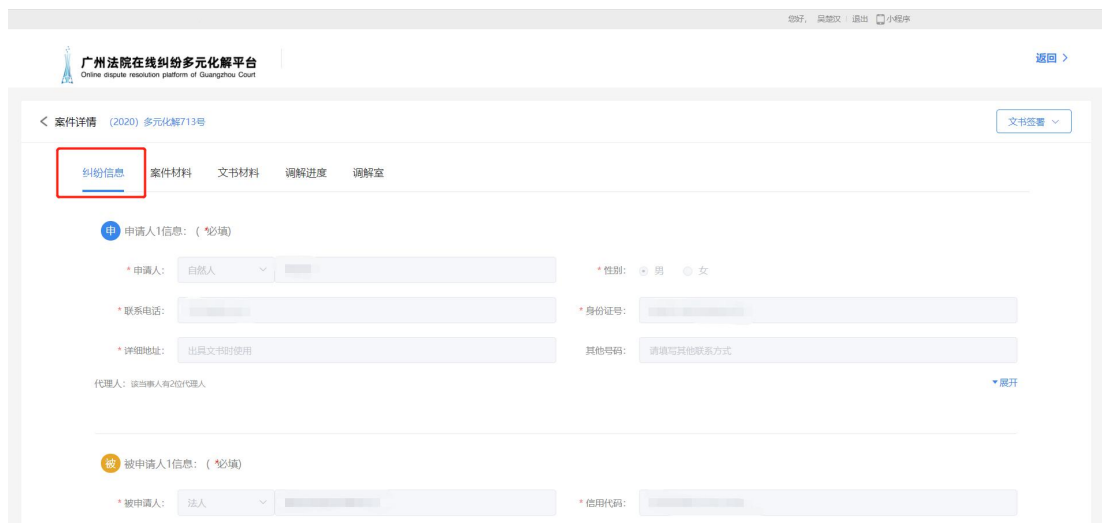 您好, 吴楚汉 退出 小程序
广州法院在线纠纷多元化解平台
Online dispute resolution platform of Guangzhou Court
返回 >
< 案件详情 (2020) 多元化解713号
文书签署
纠纷信息 案件材料 文书材料 调解进度 调解室
申 申请人1信息: ( *必填)
* 申请人: 自然人
* 性别: 男 女
* 联系电话:
* 身份证号:
* 详细地址: 出具文书时使用
其他号码: 请填写其他联系方式
代理人: 该当事人有2位代理人
▼展开
被 被申请人1信息: ( *必填)
* 被申请人: 法人
* 信用代码: